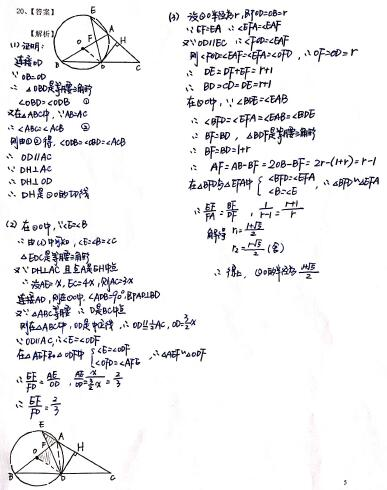 20、【答案】
【解析】
(1) 证明:
连接OD
∵ OB=OD
∴ △OBD是等腰三角形
∠OBD=∠ODB ①
又在△ABC中, ∵AB=AC
∴ ∠ABC=∠ACB ②
则由①②得, ∠ODB=∠OBD=∠ACB
∴ OD∥AC
∵ DH⊥AC
∴ DH⊥OD
∴ DH是⊙O的切线
(2) 在⊙O中, ∵∠E=∠B
∴ 由(1)中可知, ∠E=∠B=∠C
△EDC是等腰三角形
又∵ DH⊥AC 且点A是EH中点
∴ 设AE=x, EC=4x, 则AC=3x
连接AD, 则在⊙O中, ∠ADB=90°, 即AD⊥BD
又∵△ABC是等腰 ∴ D是BC中点
则在△ABC中, OD是中位线 ∴ OD∥½AC, OD=3/2x
∵ OD∥AC, ∴∠E=∠ODF
在△AEF和△ODF中 { ∠E=∠ODF
∠OFD=∠AFE , ∴△AEF∽△ODF
∴ EF/FD = AE/OD , AE/OD = x/(3/2x) = 2/3
∴ EF/FD = 2/3
E
A
F
H
O
B
D
C
(3) 设⊙O半径为r, 即OD=OB=r
∵ EF=EA ∴ ∠EFA=∠EAF
又∵OD∥EC ∴ ∠FOD=∠EAF
则∠FOD=∠EAF=∠EFA=∠OFD , ∴OF=OD=r
∴ DE=DF+EF=r+1
∴ BD=CD=DE=r+1
在⊙O中, ∵ ∠BDE=∠EAB
∴ ∠BFD=∠EFA=∠EAB=∠BDE
∴ BF=BD , △BDF是等腰三角形
∴ BF=BD=1+r
∴ AF=AB-BF=2OB-BF=2r-(1+r)=r-1
在△BFD与△EFA中 { ∠BFD=∠EFA
∠B=∠E , ∴△BFD∽△EFA
∴ EF/FA = BF/DF , 1/(r-1) = (r+1)/r
解得 r₁=(1+√5)/2
r₂=(1-√5)/2 (舍)
∴ 综上, ⊙O的半径为(1+√5)/2
E
A
F
H
O
B
D
C
5